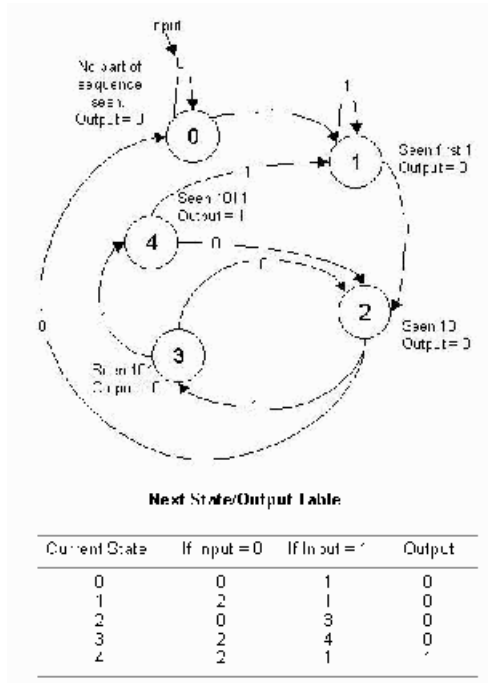 Input
No part of
sequence
seen.
Output = 0
0
1
1
Seen first 1
Output = 0
1
Seen 1011
Output = 1
4
0
2
Seen 10
Output = 0
0
3
Seen 101
Output = 0
Next State/Output Table
Current State If Input = 0 If Input = 1 Output
0 0 1 0
1 2 1 0
2 0 3 0
3 2 4 0
4 2 1 1